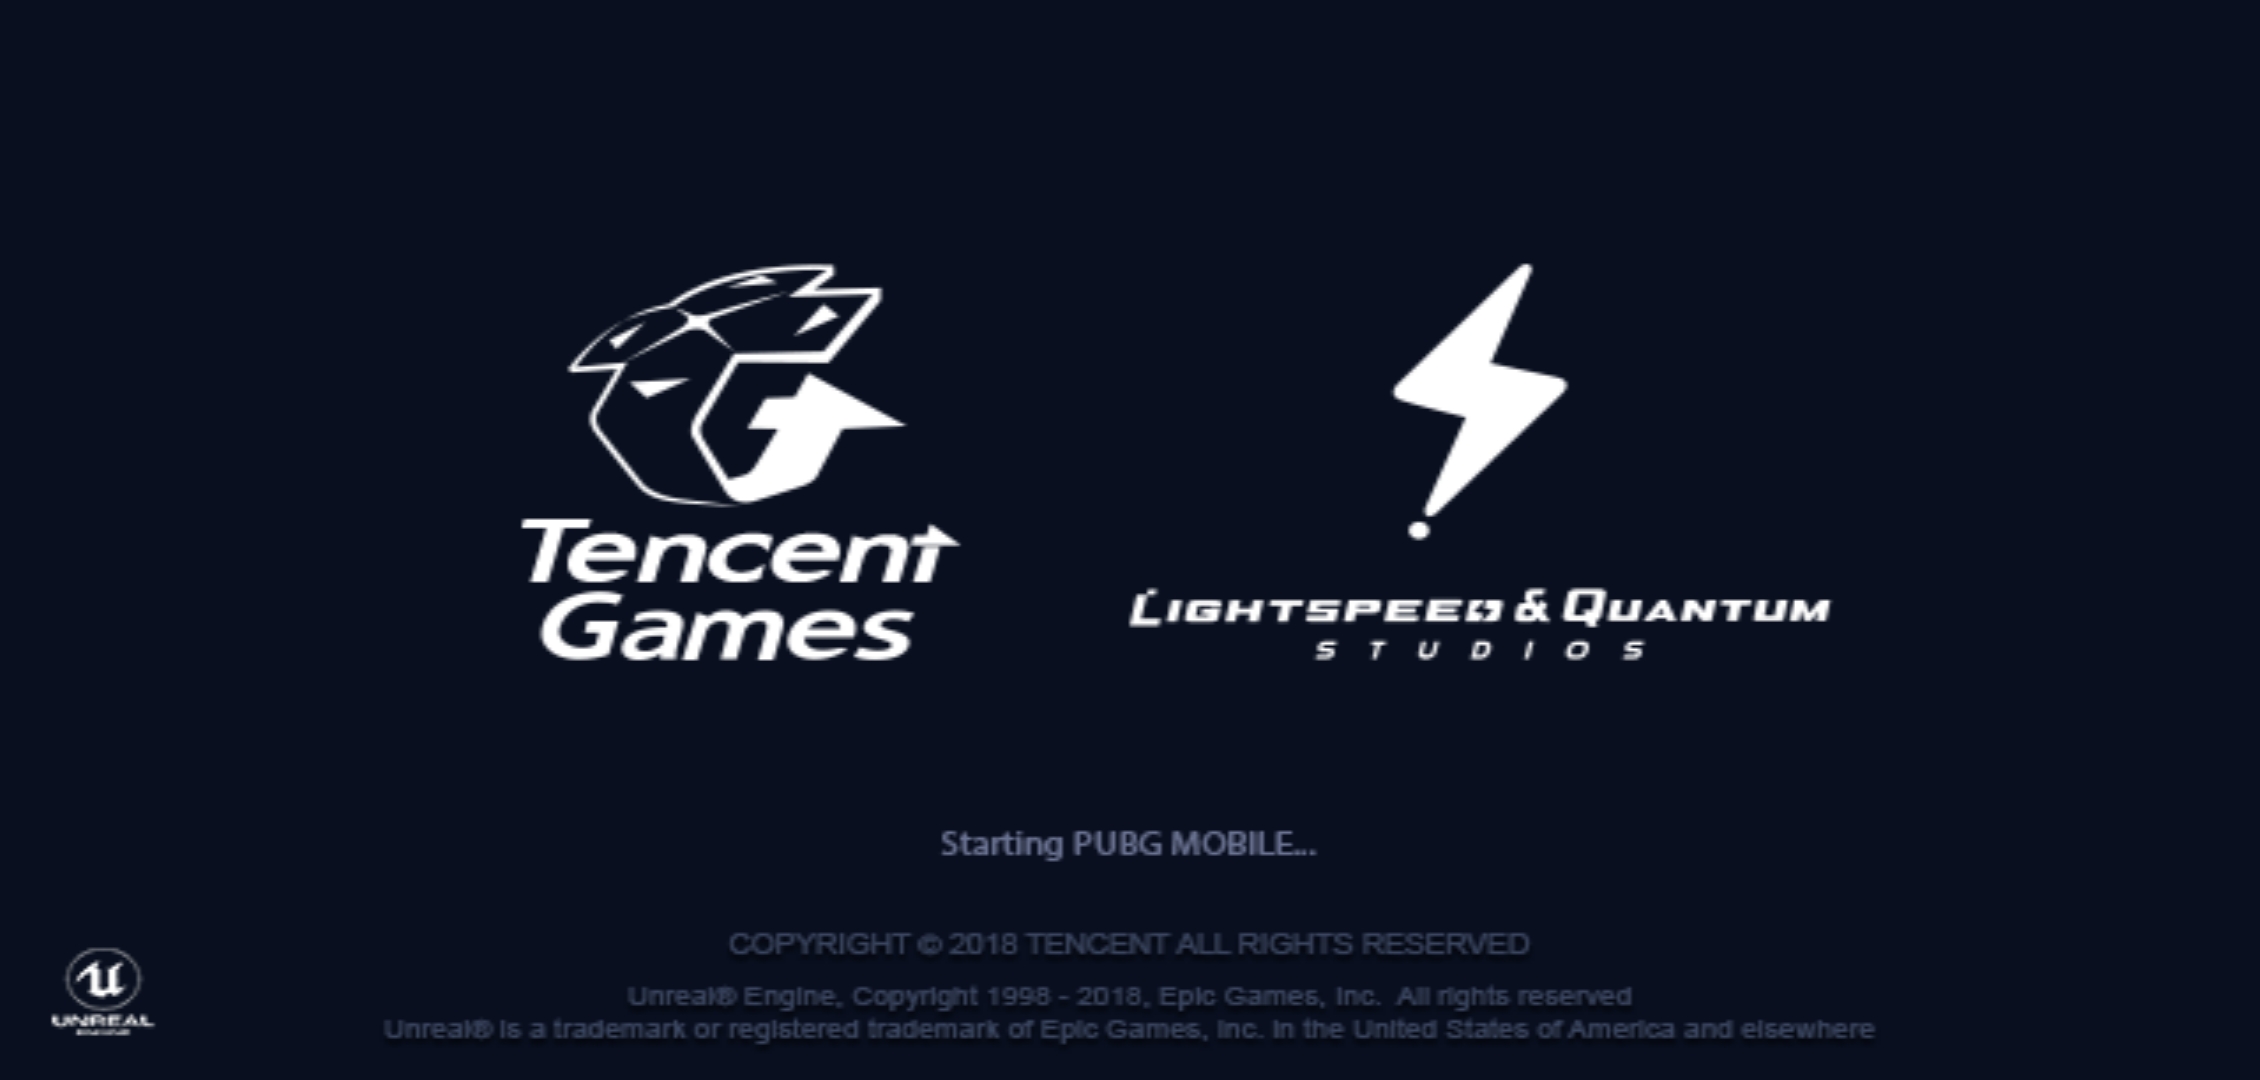 Tencent
Games
LIGHTSPEED & QUANTUM
STUDIOS
Starting PUBG MOBILE...
COPYRIGHT © 2018 TENCENT ALL RIGHTS RESERVED
Unreal® Engine, Copyright 1998 - 2018, Epic Games, Inc. All rights reserved
Unreal® is a trademark or registered trademark of Epic Games, Inc. in the United States of America and elsewhere
UNREAL